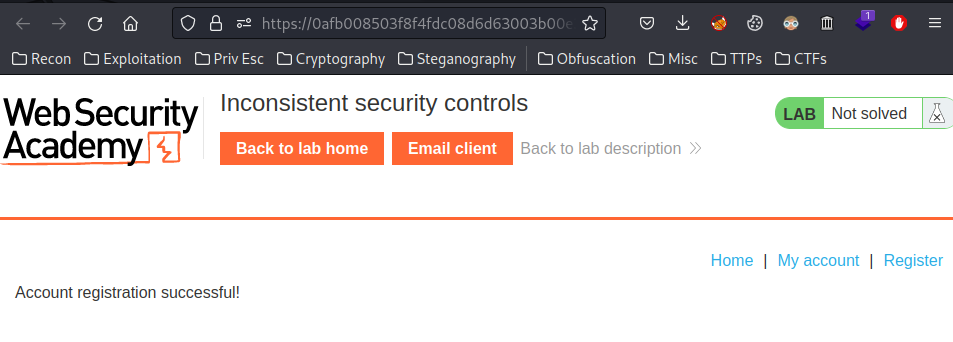 https://0afb008503f8f4fdc08d6d63003b00e
1
Recon Exploitation Priv Esc Cryptography Steganography Obfuscation Misc TTPs CTFs
Web Security
Academy
Inconsistent security controls
Back to lab home Email client Back to lab description
LAB Not solved
Home | My account | Register
Account registration successful!